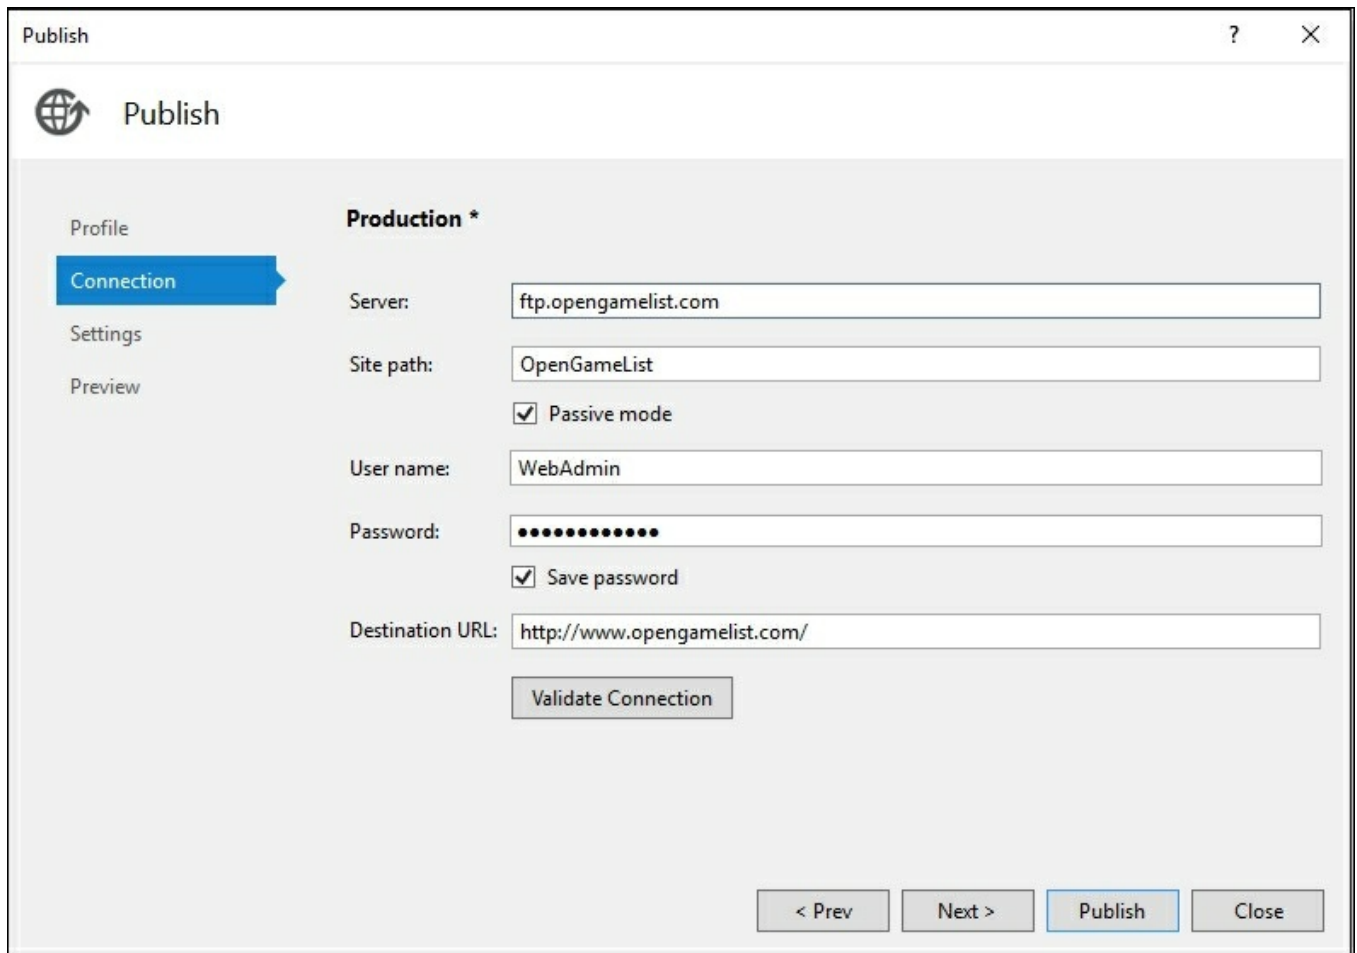 Publish
?
Publish
Profile
Connection
Settings
Preview
Production *
Server: ftp.opengamelist.com
Site path: OpenGameList
Passive mode
User name: WebAdmin
Password: ●●●●●●●●●●●●
Save password
Destination URL: http://www.opengamelist.com/
Validate Connection
< Prev Next > Publish Close